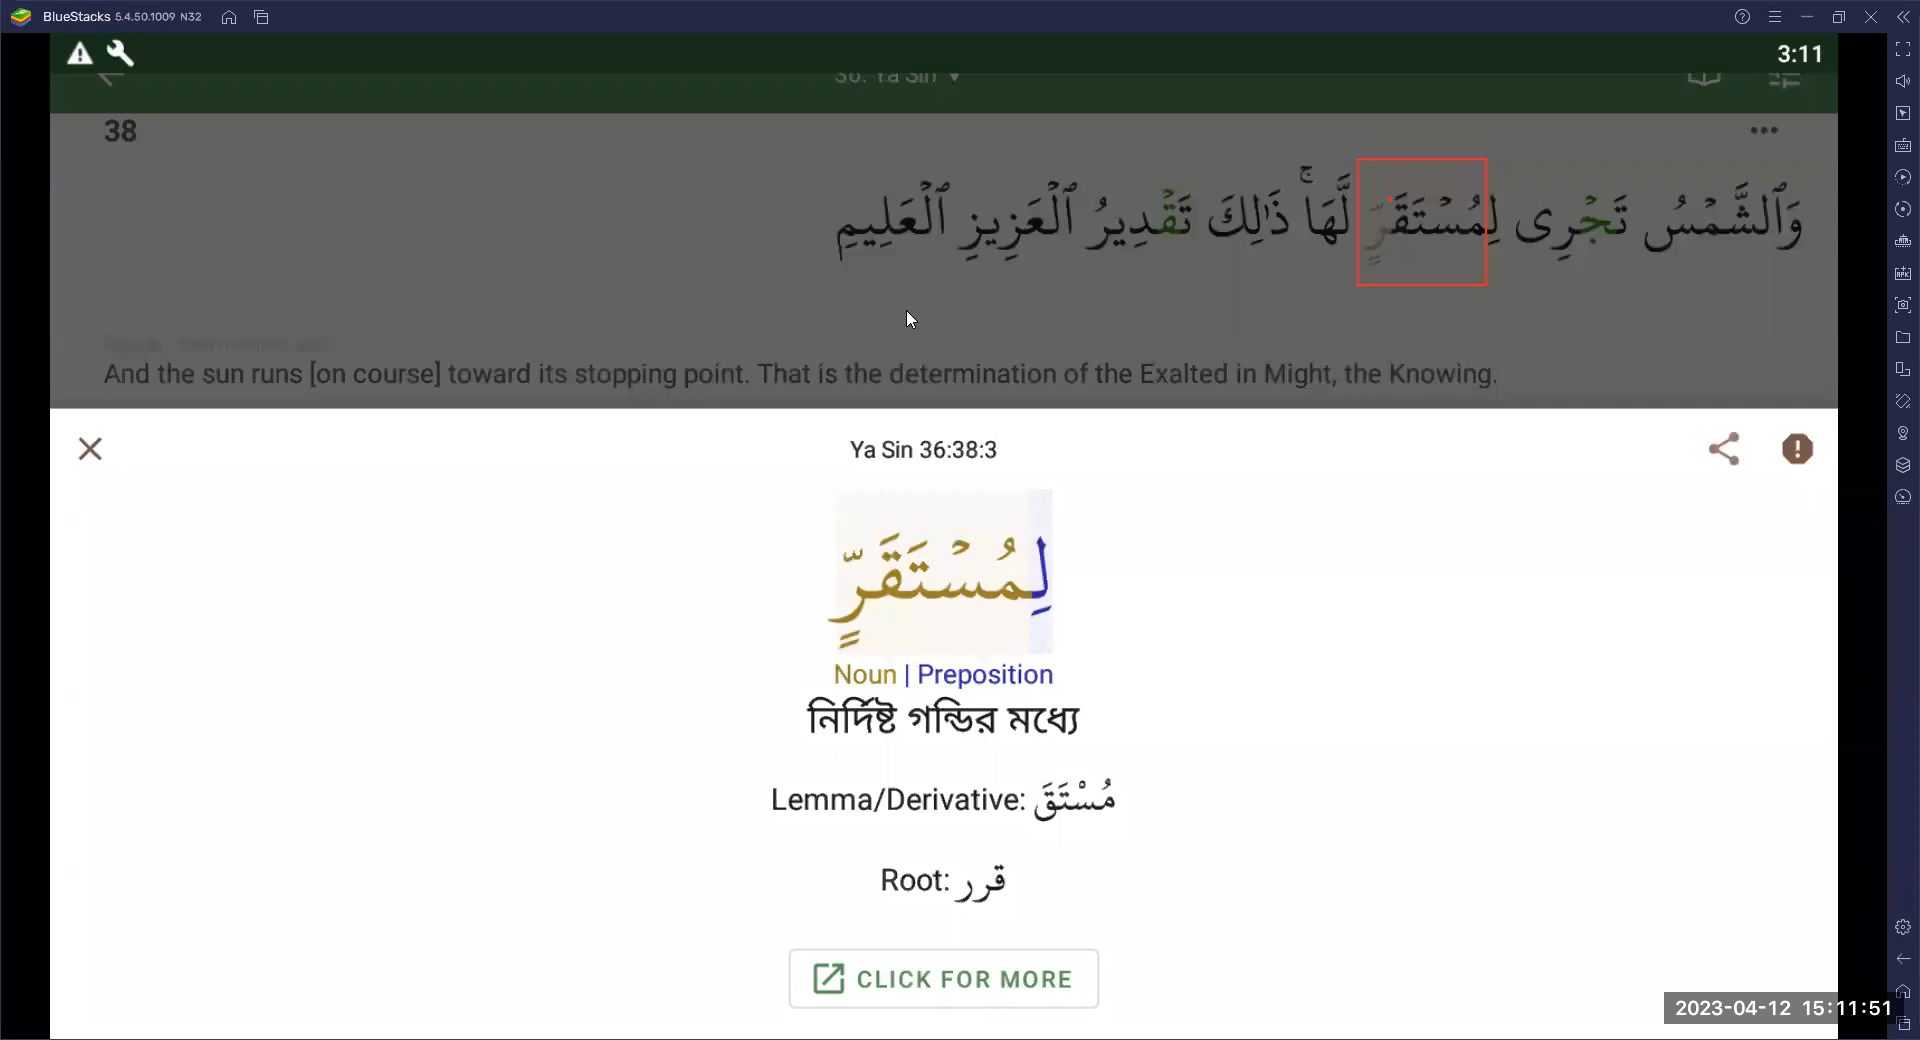 BlueStacks 5.4.50.1009 N32
3:11
36: Ya Sin ▼
38
وَٱلشَّمۡسُ تَجۡرِى لِمُسۡتَقَرٍّ لَّهَاۚ ذَٰلِكَ تَقۡدِيرُ ٱلۡعَزِيزِ ٱلۡعَلِيمِ
And the sun runs [on course] toward its stopping point. That is the determination of the Exalted in Might, the Knowing.
Ya Sin 36:38:3
لِمُسۡتَقَرٍّ
Noun | Preposition
নির্দিষ্ট গন্ডির মধ্যে
Lemma/Derivative: مُسْتَقَ
Root: قرر
CLICK FOR MORE
2023-04-12 15:11:51